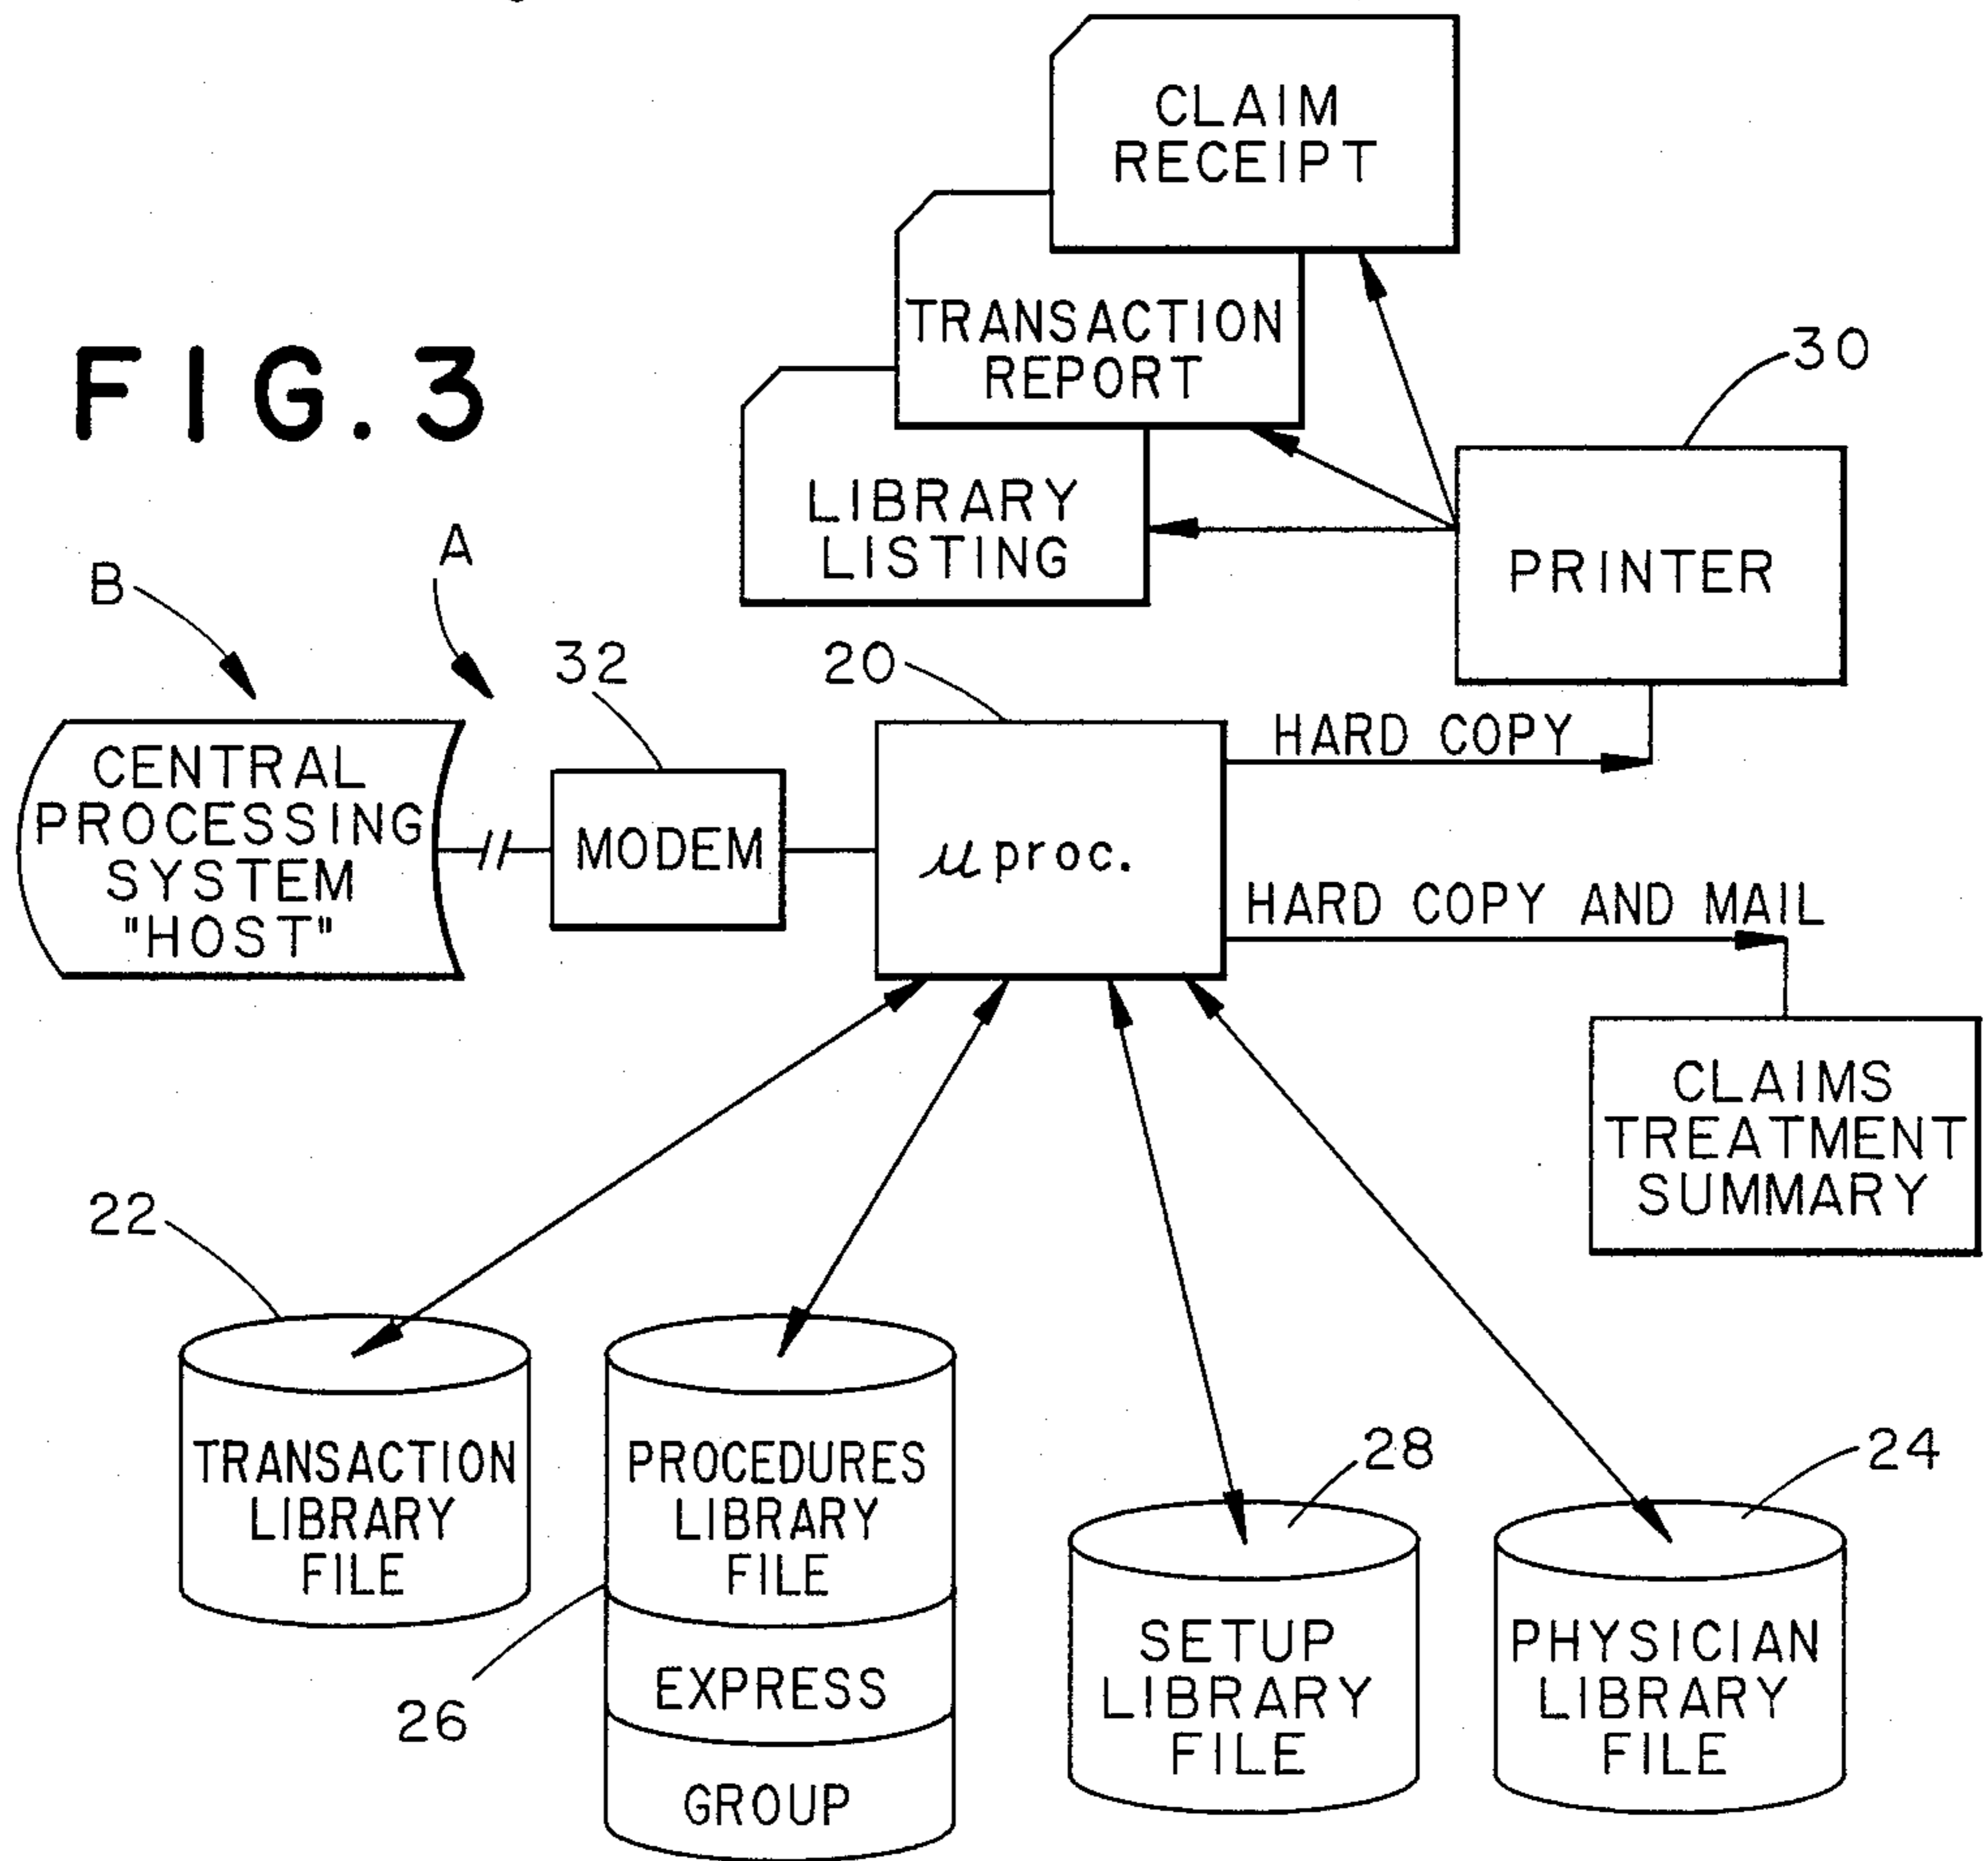 CLAIM
RECEIPT
TRANSACTION
REPORT
FIG.3
30
LIBRARY
LISTING
PRINTER
B
A
32
20
HARD COPY
CENTRAL
PROCESSING
SYSTEM
"HOST"
MODEM
μproc.
HARD COPY AND MAIL
CLAIMS
TREATMENT
SUMMARY
22
TRANSACTION
LIBRARY
FILE
PROCEDURES
LIBRARY
FILE
EXPRESS
GROUP
26
28
24
SETUP
LIBRARY
FILE
PHYSICIAN
LIBRARY
FILE